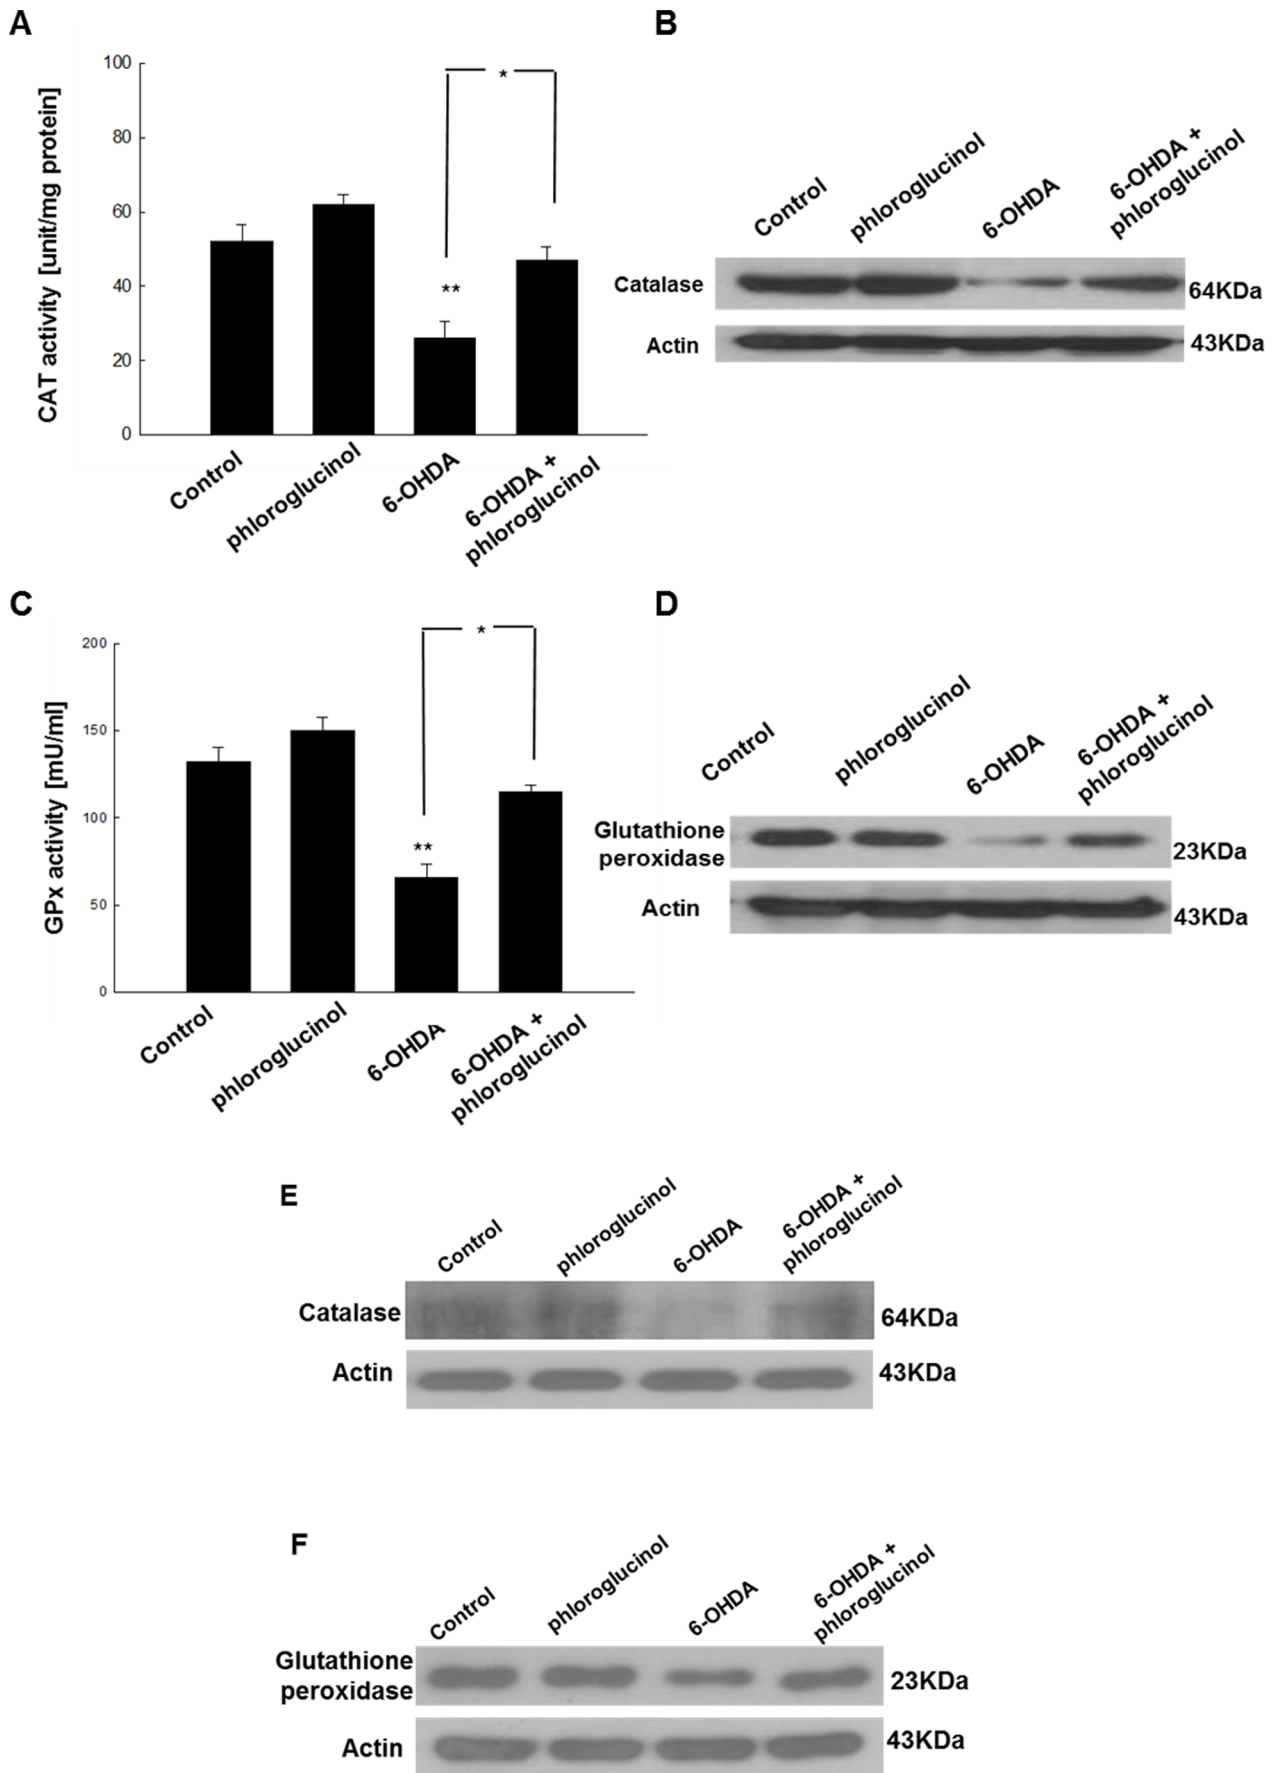 A
CAT activity [unit/mg protein]
100
80
60
40
20
0
*
**
Control
phloroglucinol
6-OHDA
6-OHDA +
phloroglucinol
B
Control
phloroglucinol
6-OHDA
6-OHDA +
phloroglucinol
Catalase
64KDa
Actin
43KDa
C
GPx activity [mU/ml]
200
150
100
50
0
*
**
Control
phloroglucinol
6-OHDA
6-OHDA +
phloroglucinol
D
Control
phloroglucinol
6-OHDA
6-OHDA +
phloroglucinol
Glutathione
peroxidase
23KDa
Actin
43KDa
E
Control
phloroglucinol
6-OHDA
6-OHDA +
phloroglucinol
Catalase
64KDa
Actin
43KDa
F
Control
phloroglucinol
6-OHDA
6-OHDA +
phloroglucinol
Glutathione
peroxidase
23KDa
Actin
43KDa